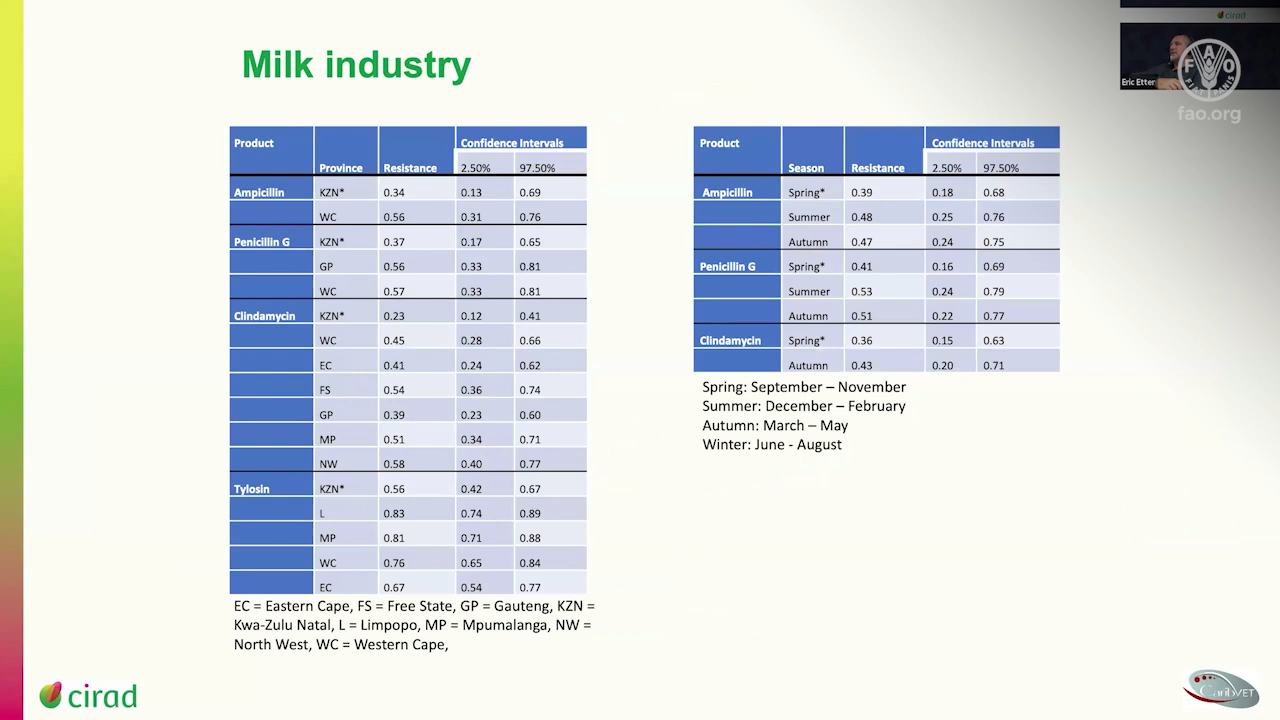 Milk industry
cirad
Eric Etter
FAO
FIAT PANIS
fao.org
Product Province Resistance Confidence Intervals
2.50% 97.50%
Ampicillin KZN* 0.34 0.13 0.69
WC 0.56 0.31 0.76
Penicillin G KZN* 0.37 0.17 0.65
GP 0.56 0.33 0.81
WC 0.57 0.33 0.81
Clindamycin KZN* 0.23 0.12 0.41
WC 0.45 0.28 0.66
EC 0.41 0.24 0.62
FS 0.54 0.36 0.74
GP 0.39 0.23 0.60
MP 0.51 0.34 0.71
NW 0.58 0.40 0.77
Tylosin KZN* 0.56 0.42 0.67
L 0.83 0.74 0.89
MP 0.81 0.71 0.88
WC 0.76 0.65 0.84
EC 0.67 0.54 0.77
EC = Eastern Cape, FS = Free State, GP = Gauteng, KZN =
Kwa-Zulu Natal, L = Limpopo, MP = Mpumalanga, NW =
North West, WC = Western Cape,
Product Season Resistance Confidence Intervals
2.50% 97.50%
Ampicillin Spring* 0.39 0.18 0.68
Summer 0.48 0.25 0.76
Autumn 0.47 0.24 0.75
Penicillin G Spring* 0.41 0.16 0.69
Summer 0.53 0.24 0.79
Autumn 0.51 0.22 0.77
Clindamycin Spring* 0.36 0.15 0.63
Autumn 0.43 0.20 0.71
Spring: September – November
Summer: December – February
Autumn: March – May
Winter: June - August
cirad
CaribVET